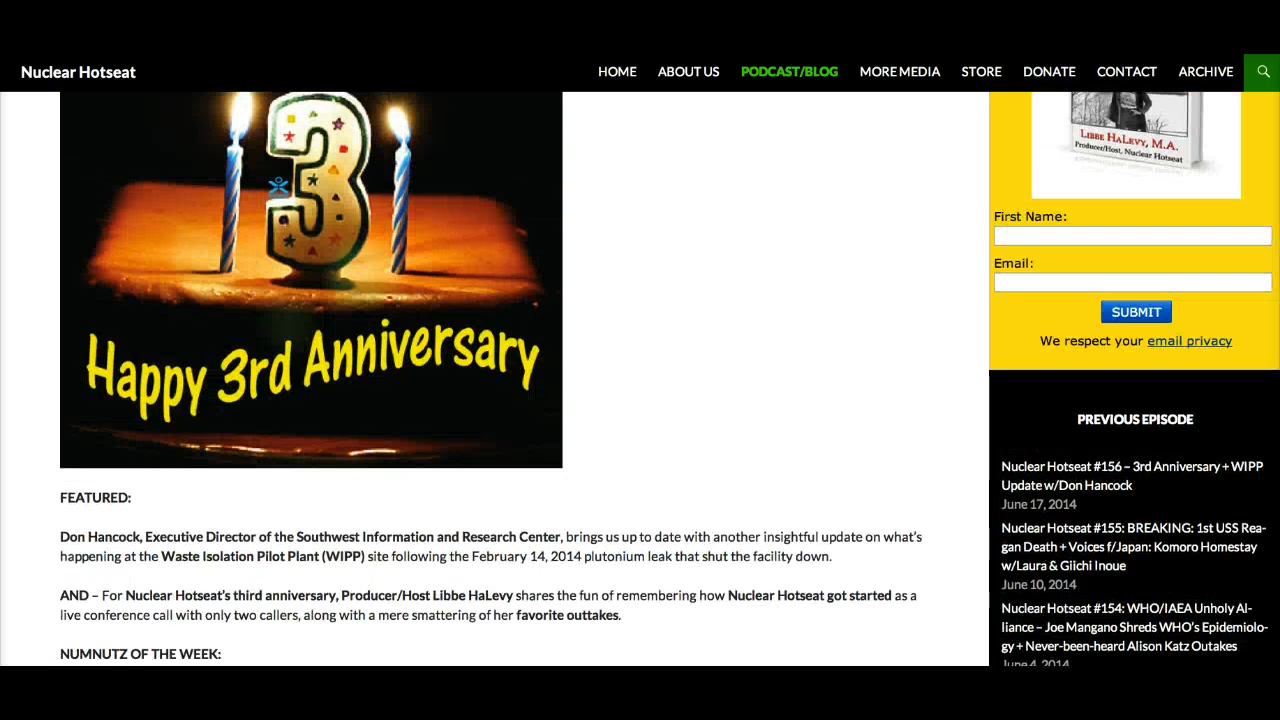 Nuclear Hotseat
HOME ABOUT US PODCAST/BLOG MORE MEDIA STORE DONATE CONTACT ARCHIVE
3
Happy 3rd Anniversary
FEATURED:
Don Hancock, Executive Director of the Southwest Information and Research Center, brings us up to date with another insightful update on what's
happening at the Waste Isolation Pilot Plant (WIPP) site following the February 14, 2014 plutonium leak that shut the facility down.
AND – For Nuclear Hotseat's third anniversary, Producer/Host Libbe HaLevy shares the fun of remembering how Nuclear Hotseat got started as a
live conference call with only two callers, along with a mere smattering of her favorite outtakes.
NUMNUTZ OF THE WEEK:
LIBBE HALEVY, M.A.
Producer/Host, Nuclear Hotseat
First Name:
Email:
SUBMIT
We respect your email privacy
PREVIOUS EPISODE
Nuclear Hotseat #156 – 3rd Anniversary + WIPP
Update w/Don Hancock
June 17, 2014
Nuclear Hotseat #155: BREAKING: 1st USS Rea-
gan Death + Voices f/Japan: Komoro Homestay
w/Laura & Giichi Inoue
June 10, 2014
Nuclear Hotseat #154: WHO/IAEA Unholy Al-
liance – Joe Mangano Shreds WHO's Epidemiolo-
gy + Never-been-heard Alison Katz Outakes
June 4, 2014